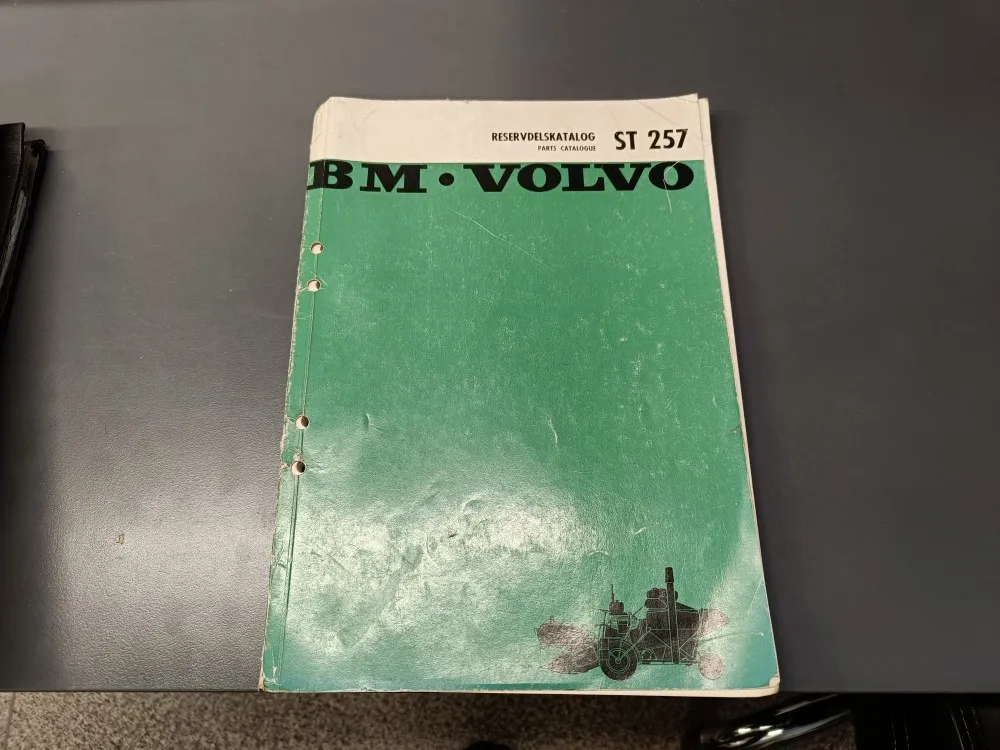 RESERVDELSKATALOG ST 257
PARTS CATALOGUE
BM · VOLVO